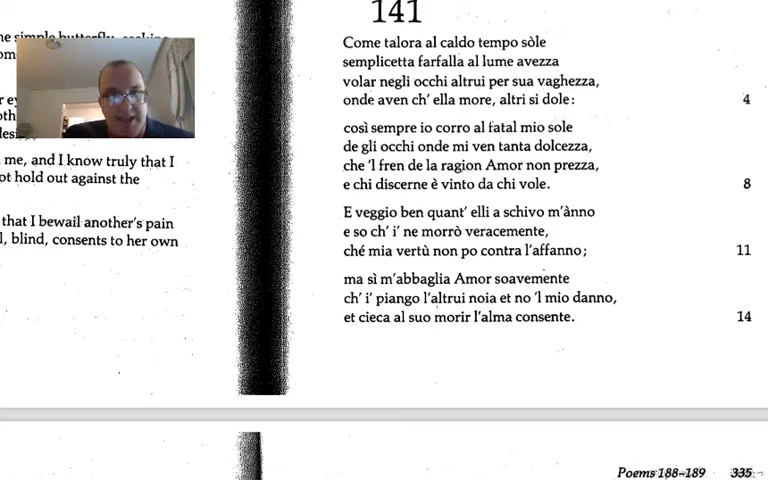 me, and I know truly that I
ot hold out against the
that I bewail another's pain
l, blind, consents to her own
141
Come talora al caldo tempo sòle
semplicetta farfalla al lume avezza
volar negli occhi altrui per sua vaghezza,
onde aven ch' ella more, altri si dole: 4
così sempre io corro al fatal mio sole
de gli occhi onde mi ven tanta dolcezza,
che 'l fren de la ragion Amor non prezza,
e chi discerne è vinto da chi vole. 8
E veggio ben quant' elli a schivo m'ànno
e so ch' i' ne morrò veracemente,
ché mia vertù non po contra l'affanno; 11
ma sì m'abbaglia Amor soavemente
ch' i' piango l'altrui noia et no 'l mio danno,
et cieca al suo morir l'alma consente. 14
Poems 188–189 335